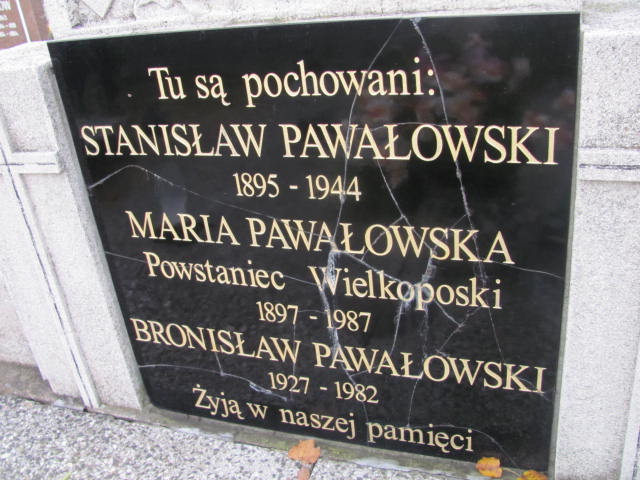 Tu są pochowani:
STANISŁAW PAWAŁOWSKI
1895 - 1944
MARIA PAWAŁOWSKA
Powstaniec Wielkoposki
1897 - 1987
BRONISŁAW PAWAŁOWSKI
1927 - 1982
Żyją w naszej pamięci